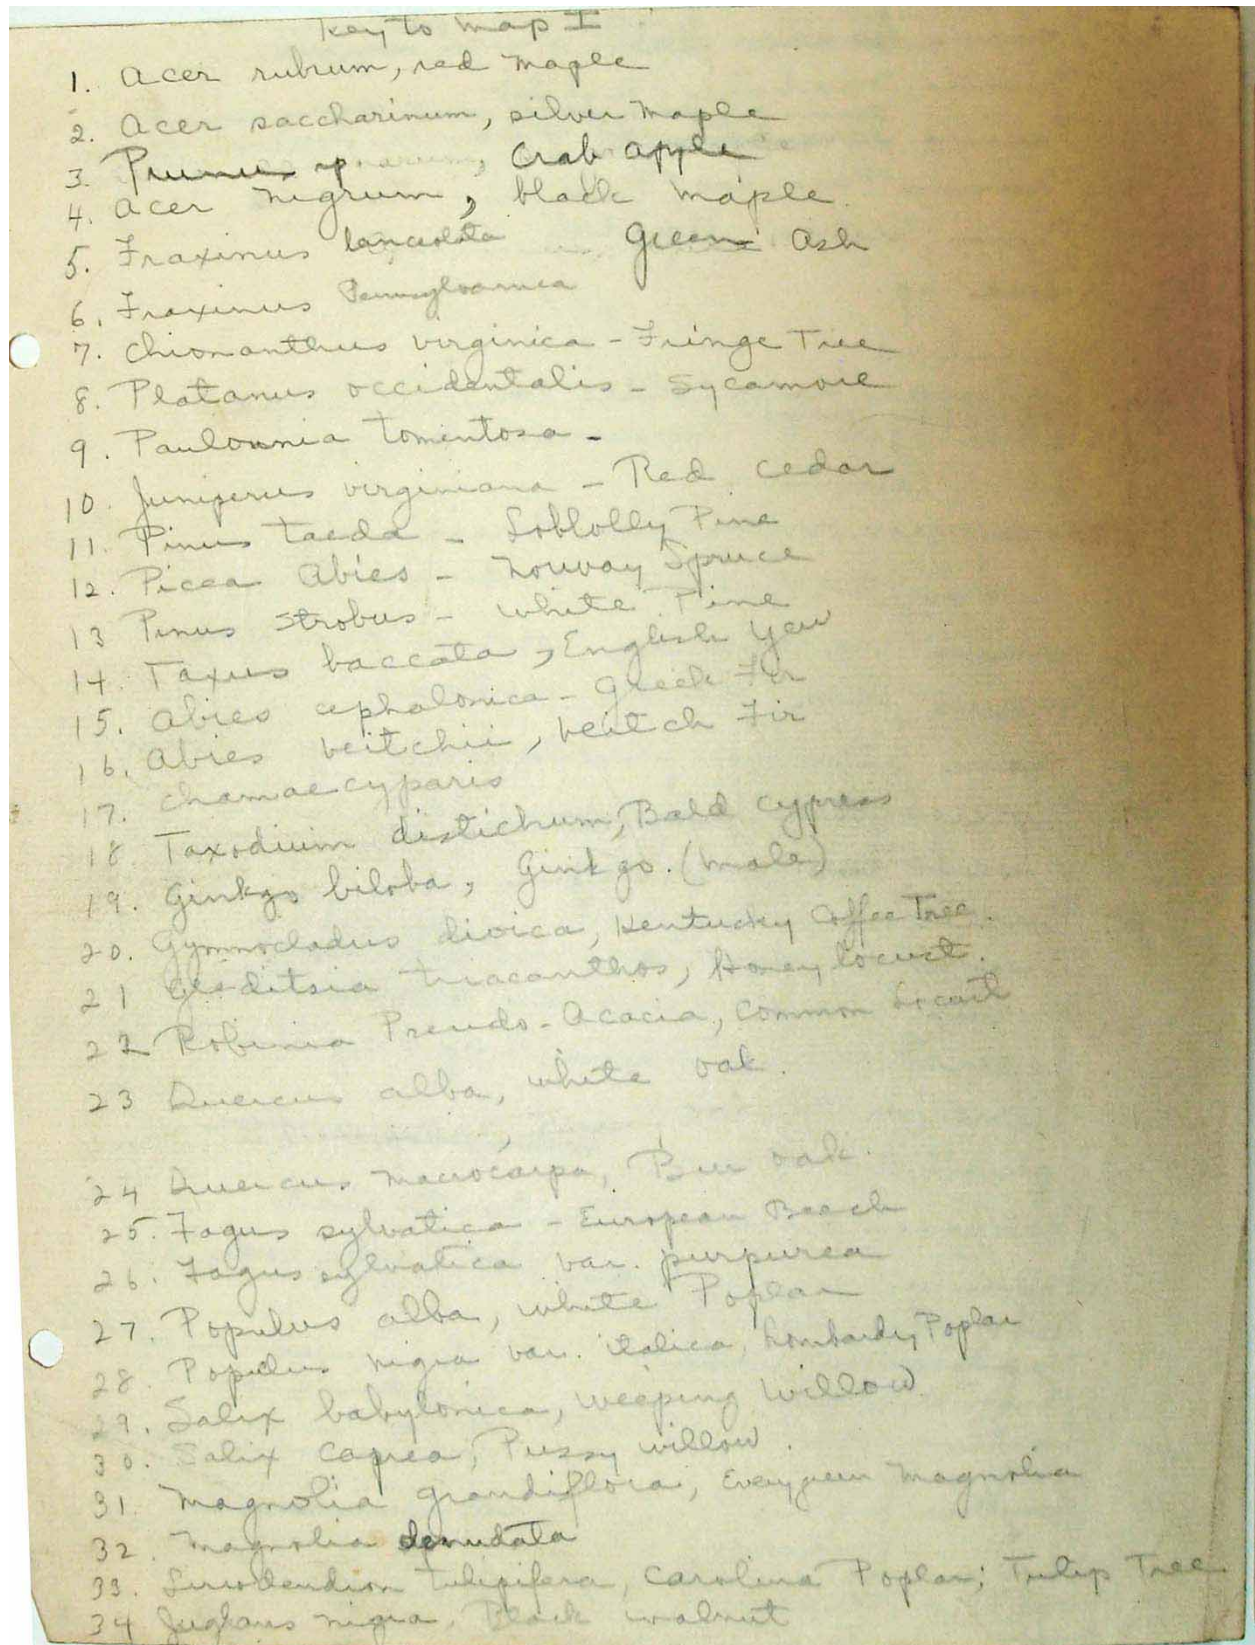 Key to Map I
1. Acer rubrum, red Maple
2. Acer saccharinum, silver Maple
3. Prunus sp, Crab apple
4. Acer nigrum, black maple.
5. Fraxinus lanceolata Green Ash
6. Fraxinus Pennsylvanica
7. Chionanthus virginica - Fringe Tree
8. Platanus occidentalis - Sycamore
9. Paulownia tomentosa -
10. Juniperus virginiana - Red cedar
11. Pinus taeda - Loblolly Pine
12. Picea Abies - Norway Spruce
13 Pinus Strobus - White Pine
14. Taxus baccata, English Yew
15. Abies cephalonica - Greek Fir
16. Abies veitchii, veitch Fir
17. Chamaecyparis
18 Taxodium distichum, Bald cypress
19. Ginkgo biloba, Ginkgo. (male)
20. Gymnocladus dioica, Kentucky Coffee Tree.
21 Gleditsia triacanthos, Honey locust.
22 Robinia Pseudo-Acacia, Common Locust
23 Quercus alba, white oak.
24 Quercus Macrocarpa, Bur oak.
25. Fagus sylvatica - European Beech
26. Fagus sylvatica var. purpurea
27. Populus alba, white Poplar
28. Populus nigra var. italica, Lombardy Poplar
29. Salix babylonica, weeping willow.
30. Salix caprea, Pussy willow.
31. Magnolia grandiflora, Evergreen Magnolia
32. Magnolia denudata
33. Liriodendron tulipifera, Carolina Poplar; Tulip Tree
34 Juglans nigra, Black walnut